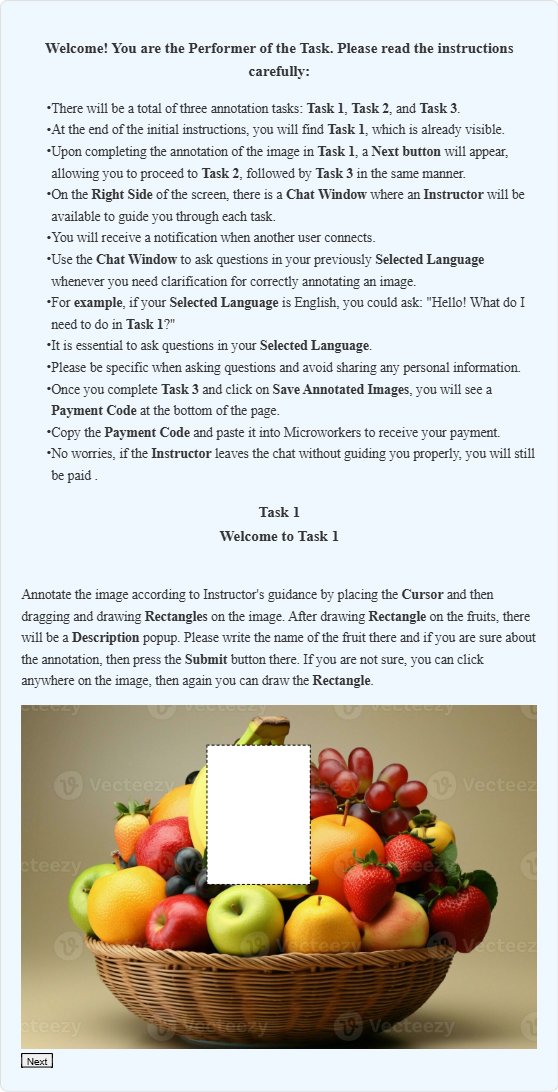 Welcome! You are the Performer of the Task. Please read the instructions
carefully:
•There will be a total of three annotation tasks: Task 1, Task 2, and Task 3.
•At the end of the initial instructions, you will find Task 1, which is already visible.
•Upon completing the annotation of the image in Task 1, a Next button will appear,
allowing you to proceed to Task 2, followed by Task 3 in the same manner.
•On the Right Side of the screen, there is a Chat Window where an Instructor will be
available to guide you through each task.
•You will receive a notification when another user connects.
•Use the Chat Window to ask questions in your previously Selected Language
whenever you need clarification for correctly annotating an image.
•For example, if your Selected Language is English, you could ask: "Hello! What do I
need to do in Task 1?"
•It is essential to ask questions in your Selected Language.
•Please be specific when asking questions and avoid sharing any personal information.
•Once you complete Task 3 and click on Save Annotated Images, you will see a
Payment Code at the bottom of the page.
•Copy the Payment Code and paste it into Microworkers to receive your payment.
•No worries, if the Instructor leaves the chat without guiding you properly, you will still
be paid .
Task 1
Welcome to Task 1
Annotate the image according to Instructor's guidance by placing the Cursor and then
dragging and drawing Rectangles on the image. After drawing Rectangle on the fruits, there
will be a Description popup. Please write the name of the fruit there and if you are sure about
the annotation, then press the Submit button there. If you are not sure, you can click
anywhere on the image, then again you can draw the Rectangle.
Vecteezy
Next